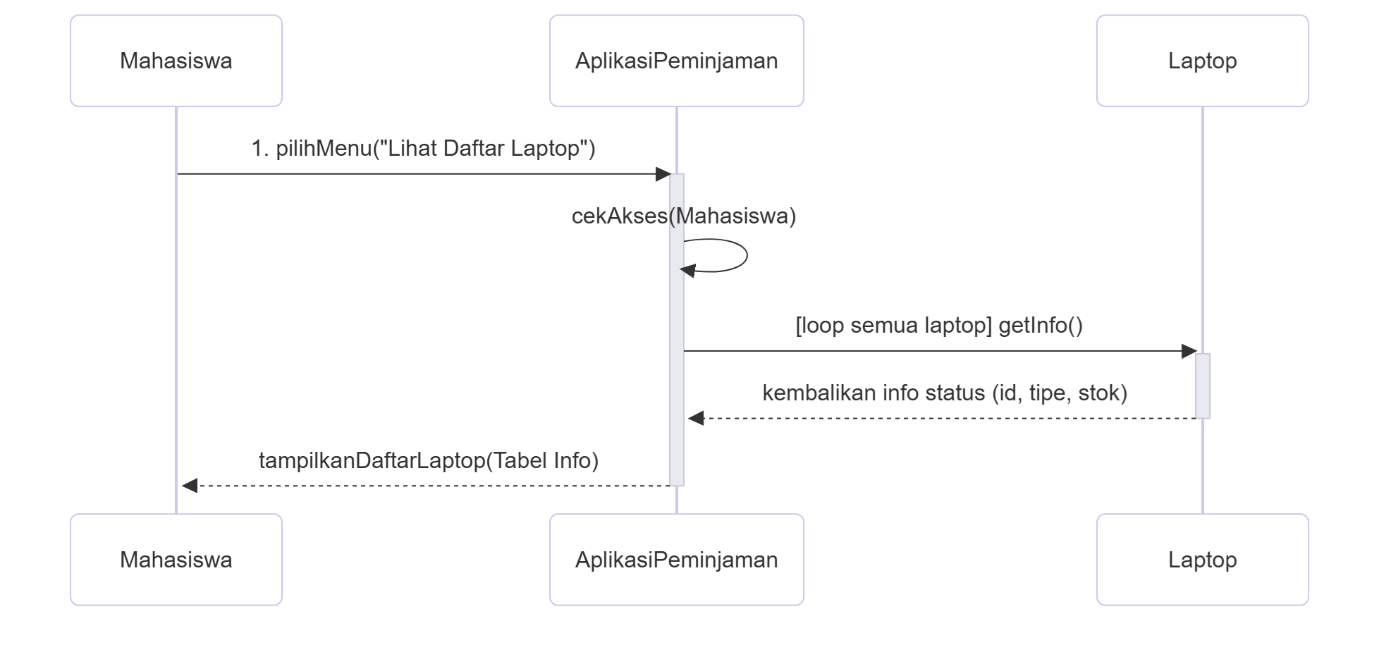 Mahasiswa
AplikasiPeminjaman
Laptop
1. pilihMenu("Lihat Daftar Laptop")
cekAkses(Mahasiswa)
[loop semua laptop] getInfo()
kembalikan info status (id, tipe, stok)
tampilkanDaftarLaptop(Tabel Info)
Mahasiswa
AplikasiPeminjaman
Laptop